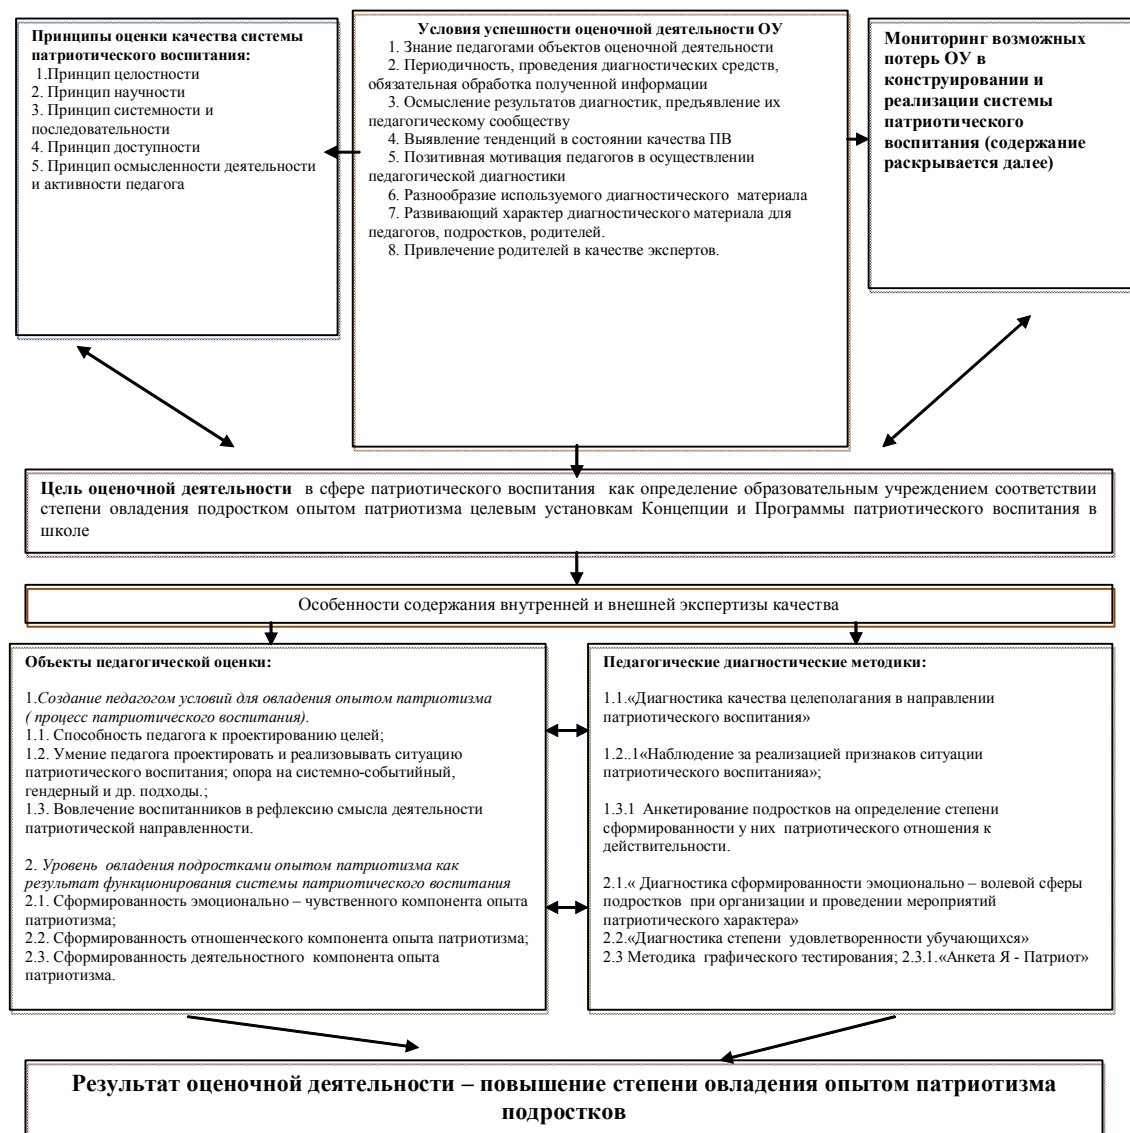 Принципы оценки качества системы
патриотического воспитания:
1.Принцип целостности
2. Принцип научности
3. Принцип системности и
последовательности
4. Принцип доступности
5. Принцип осмысленности деятельности
и активности педагога
Условия успешности оценочной деятельности ОУ
1. Знание педагогами объектов оценочной деятельности
2. Периодичность, проведения диагностических средств,
обязательная обработка полученной информации
3. Осмысление результатов диагностик, предъявление их
педагогическому сообществу
4. Выявление тенденций в состоянии качества ПВ
5. Позитивная мотивация педагогов в осуществлении
педагогической диагностики
6. Разнообразие используемого диагностического материала
7. Развивающий характер диагностического материала для
педагогов, подростков, родителей.
8. Привлечение родителей в качестве экспертов.
Мониторинг возможных
потерь ОУ в
конструировании и
реализации системы
патриотического
воспитания (содержание
раскрывается далее)
Цель оценочной деятельности в сфере патриотического воспитания как определение образовательным учреждением соответствии
степени овладения подростком опытом патриотизма целевым установкам Концепции и Программы патриотического воспитания в
школе
Особенности содержания внутренней и внешней экспертизы качества
Объекты педагогической оценки:
1.Создание педагогом условий для овладения опытом патриотизма
( процесс патриотического воспитания).
1.1. Способность педагога к проектированию целей;
1.2. Умение педагога проектировать и реализовывать ситуацию
патриотического воспитания; опора на системно-событийный,
гендерный и др. подходы.;
1.3. Вовлечение воспитанников в рефлексию смысла деятельности
патриотической направленности.
2. Уровень овладения подростками опытом патриотизма как
результат функционирования системы патриотического воспитания
2.1. Сформированность эмоционально – чувственного компонента опыта
патриотизма;
2.2. Сформированность отношенческого компонента опыта патриотизма;
2.3. Сформированность деятельностного компонента опыта
патриотизма.
Педагогические диагностические методики:
1.1.«Диагностика качества целеполагания в направлении
патриотического воспитания»
1.2..1«Наблюдение за реализацией признаков ситуации
патриотического воспитанияа»;
1.3.1 Анкетирование подростков на определение степени
сформированности у них патриотического отношения к
действительности.
2.1.« Диагностика сформированности эмоционально – волевой сферы
подростков при организации и проведении мероприятий
патриотического характера»
2.2.«Диагностика степени удовлетворенности убучающихся»
2.3 Методика графического тестирования; 2.3.1.«Анкета Я - Патриот»
Результат оценочной деятельности – повышение степени овладения опытом патриотизма
подростков